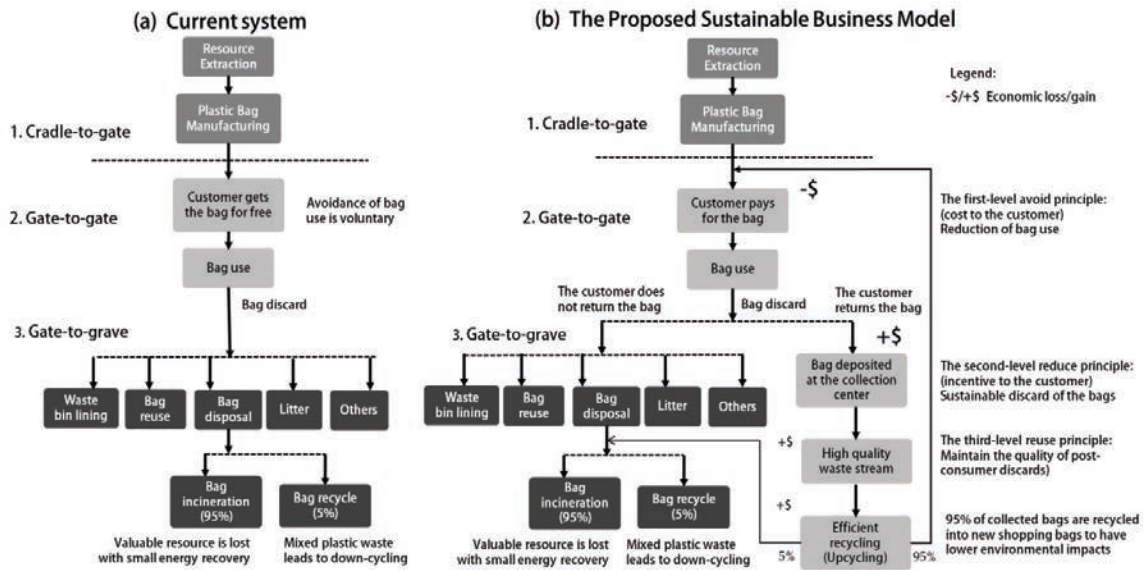 (a) Current system
Resource
Extraction
Plastic Bag
Manufacturing
1. Cradle-to-gate
Customer gets
the bag for free
Avoidance of bag
use is voluntary
2. Gate-to-gate
Bag use
Bag discard
3. Gate-to-grave
Waste
bin lining
Bag
reuse
Bag
disposal
Litter
Others
Bag
incineration
(95%)
Bag recycle
(5%)
Valuable resource is lost
with small energy recovery
Mixed plastic waste
leads to down-cycling
(b) The Proposed Sustainable Business Model
Resource
Extraction
Legend:
-$/+$ Economic loss/gain
Plastic Bag
Manufacturing
1. Cradle-to-gate
-$
Customer pays
for the bag
2. Gate-to-gate
The first-level avoid principle:
(cost to the customer)
Reduction of bag use
Bag use
The customer does
not return the bag
Bag discard
The customer
returns the bag
3. Gate-to-grave
+$
Waste
bin lining
Bag
reuse
Bag
disposal
Litter
Others
Bag deposited
at the collection
center
The second-level reduce principle:
(incentive to the customer)
Sustainable discard of the bags
+$
High quality
waste stream
The third-level reuse principle:
Maintain the quality of post-
consumer discards)
Bag
incineration
(95%)
Bag recycle
(5%)
+$
Efficient
recycling
(Upcycling)
5%
95%
95% of collected bags are recycled
into new shopping bags to have
lower environmental impacts
Valuable resource is lost
with small energy recovery
Mixed plastic waste
leads to down-cycling